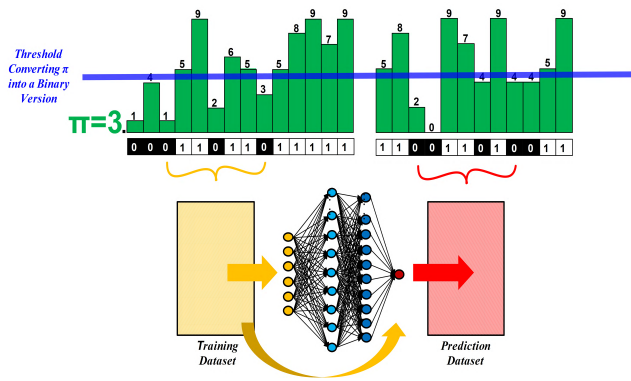 Threshold
Converting π
into a Binary
Version
π=3.
1 4 1 5 9 2 6 5 3 5 8 9 7 9
5 8 2 0 9 7 4 9 4 4 5 9
0 0 0 1 1 0 1 1 0 1 1 1 1 1
1 1 0 0 1 1 0 1 0 0 1 1
Training
Dataset
Prediction
Dataset